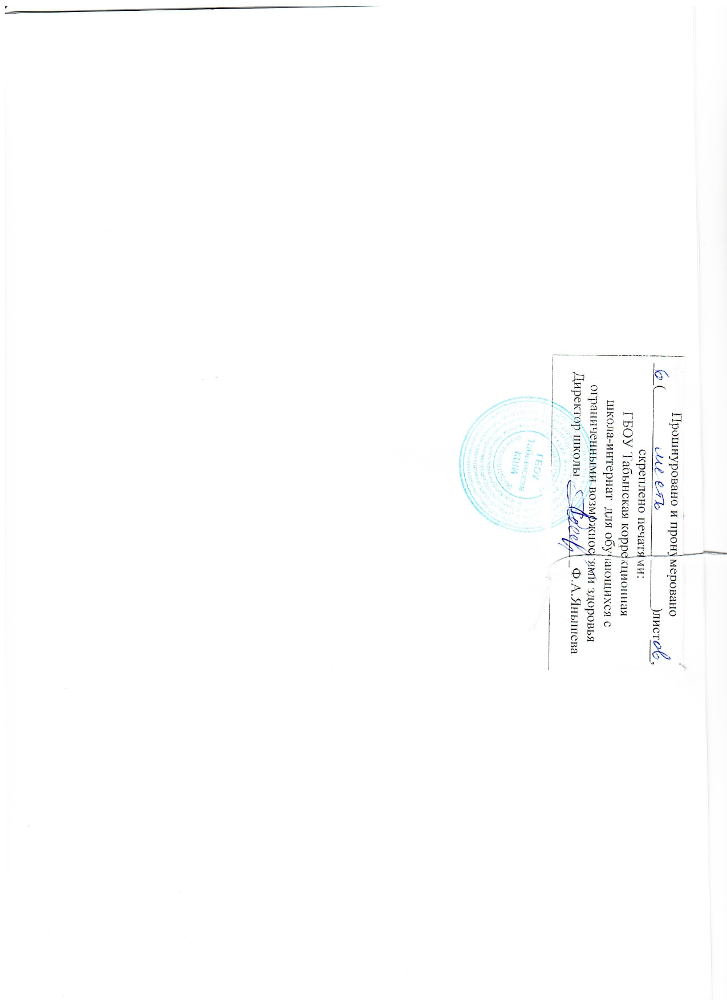 Прошнуровано и пронумеровано
6 ( шесть )листов,
скреплено печатями:
ГБОУ Табынская коррекционная
школа-интернат для обучающихся с
ограниченными возможностями здоровья
Директор школы Ф.А.Янышева
ГБОУ
Табынская
КШИ